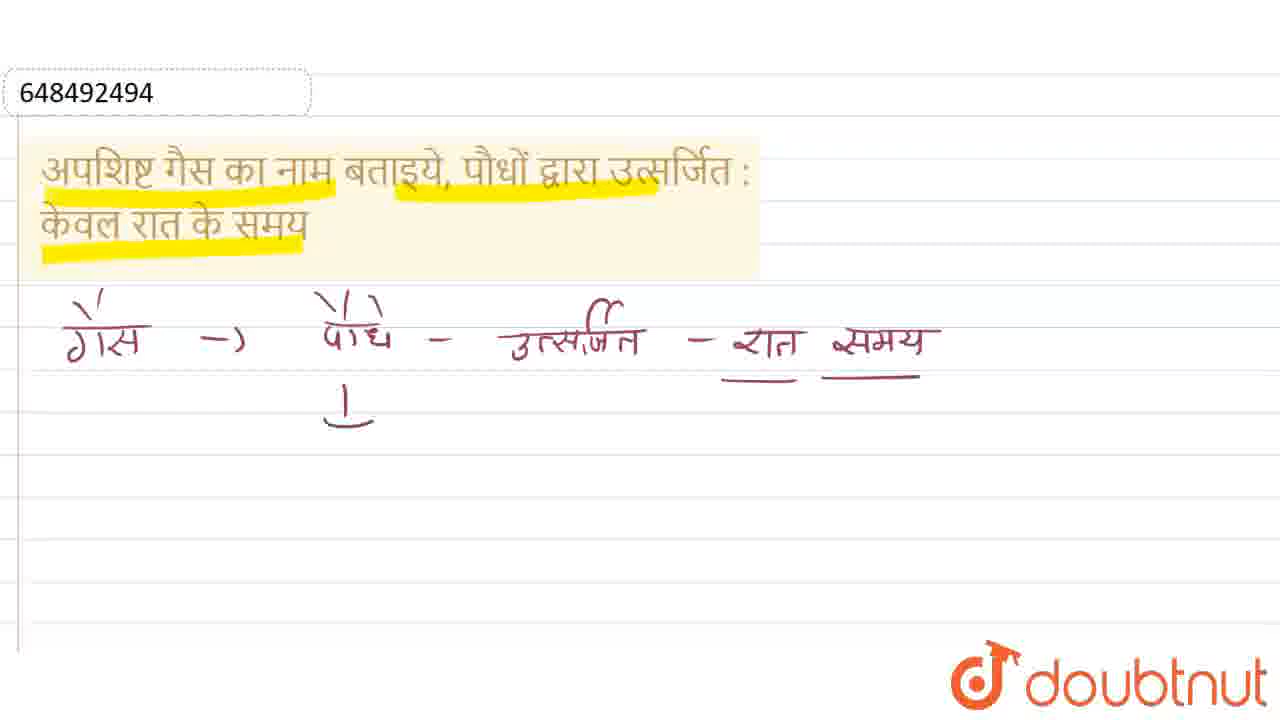 648492494
अपशिष्ट गैस का नाम बताइये, पौधों द्वारा उत्सर्जित :
केवल रात के समय
गैस → पौधे - उत्सर्जित - रात समय
doubtnut